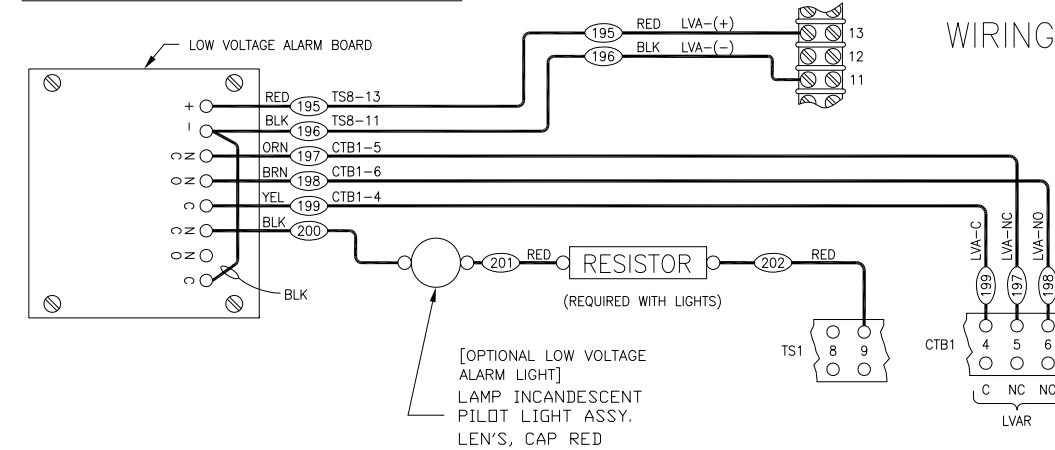 WIRING
LOW VOLTAGE ALARM BOARD
195 RED LVA-(+) 13
196 BLK LVA-(-) 12
11
+ RED 195 TS8-13
- BLK 196 TS8-11
NC ORN 197 CTB1-5
NO BRN 198 CTB1-6
C YEL 199 CTB1-4
NC BLK 200
NO
C
BLK
201 RED RESISTOR 202 RED
(REQUIRED WITH LIGHTS)
LVA-C LVA-NC LVA-NO
199 197 198
TS1 8 9
CTB1 4 5 6
C NC NO
LVAR
[OPTIONAL LOW VOLTAGE
ALARM LIGHT]
LAMP INCANDESCENT
PILOT LIGHT ASSY.
LEN'S, CAP RED